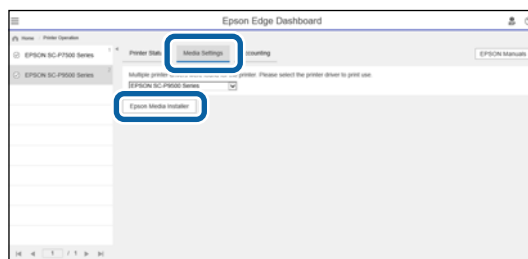 Epson Edge Dashboard
Home Printer Operation
EPSON SC-P7500 Series
EPSON SC-P9500 Series
Printer Status Media Settings Accounting
EPSON Manuals
Multiple printer drivers were found for the printer. Please select the printer driver to print use.
EPSON SC-P9500 Series
Epson Media Installer
1 / 1